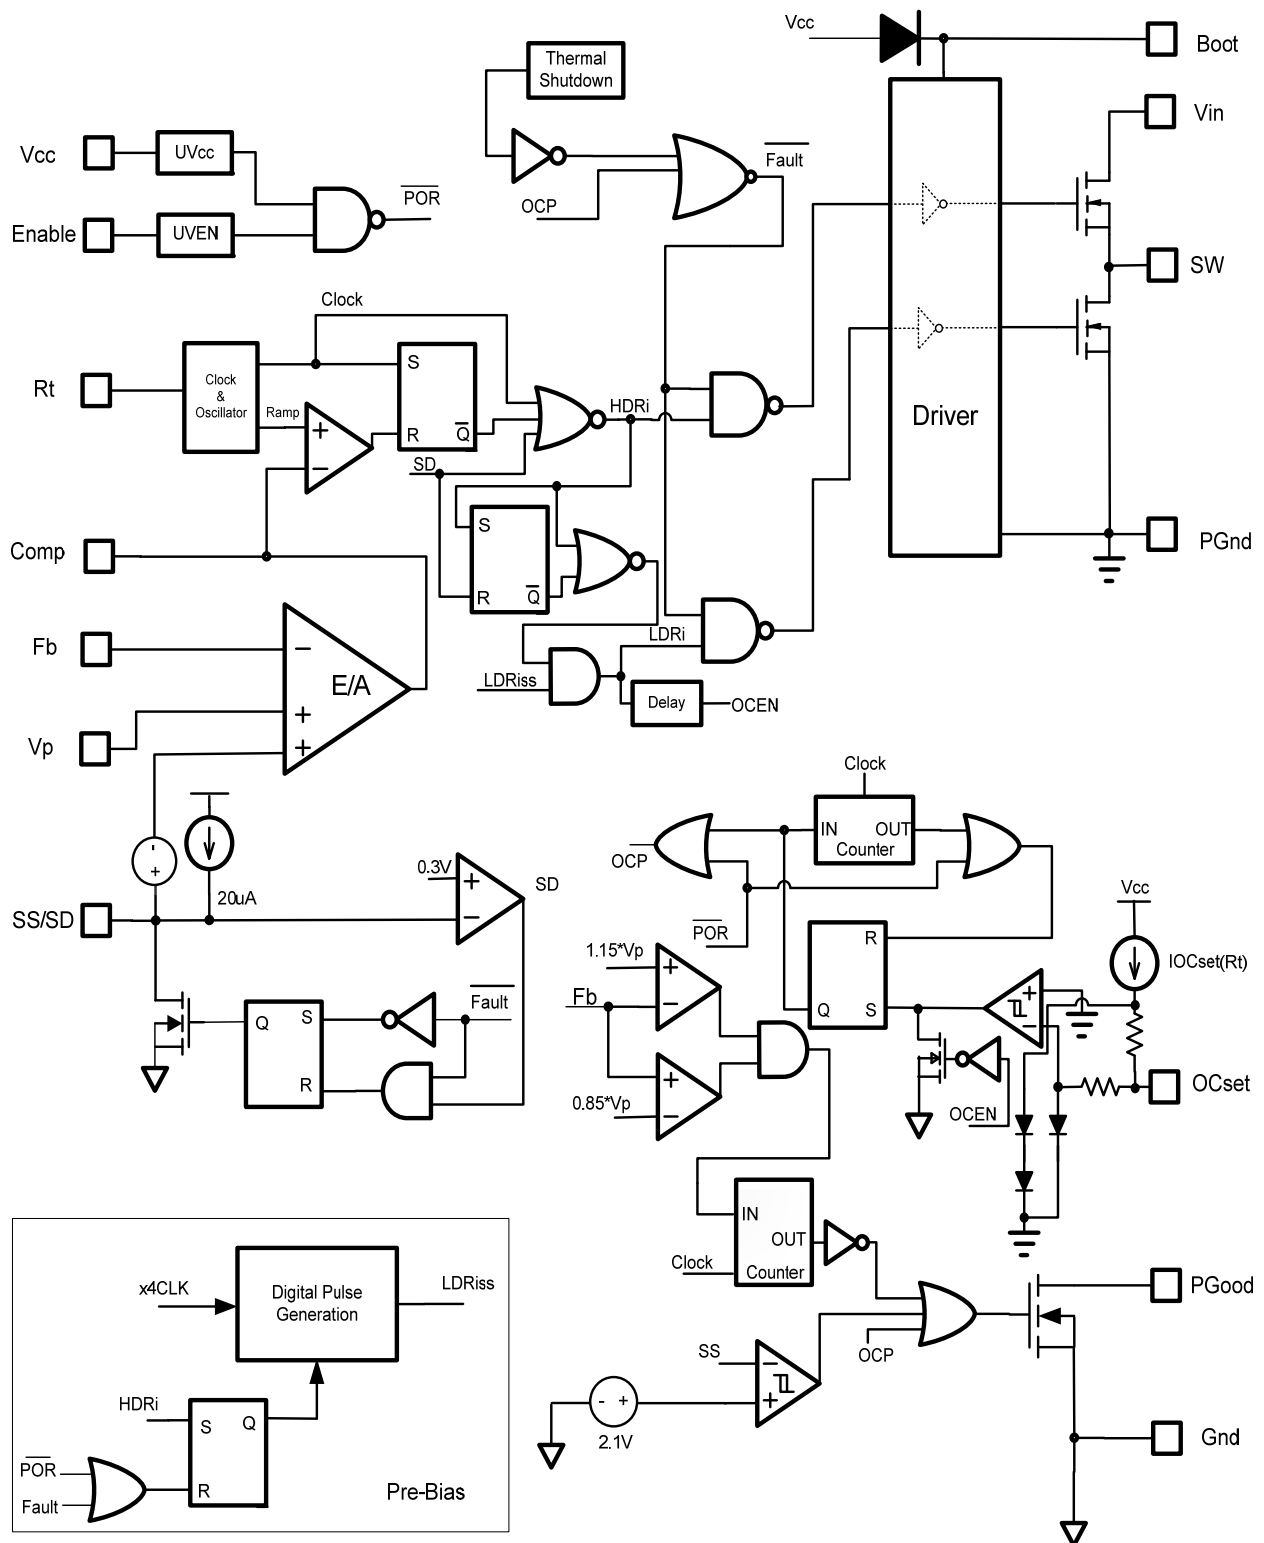 Vcc
Boot
Thermal
Shutdown
Vin
Vcc
UVcc
Fault
POR
OCP
Enable
UVEN
SW
Clock
Rt
Clock
&
Oscillator
Ramp
S
R
Q
HDRi
SD
Driver
S
R
Q
Comp
PGnd
LDRi
LDRiss
Delay
OCEN
Fb
E/A
Vp
Clock
IN
OUT
Counter
OCP
POR
Vcc
IOCset(Rt)
20uA
0.3V
SD
SS/SD
R
Q
S
1.15*Vp
Fb
0.85*Vp
Fault
Q
S
R
OCEN
OCset
IN
OUT
Counter
Clock
PGood
OCP
SS
2.1V
Gnd
x4CLK
Digital Pulse
Generation
LDRiss
HDRi
S
Q
R
POR
Fault
Pre-Bias